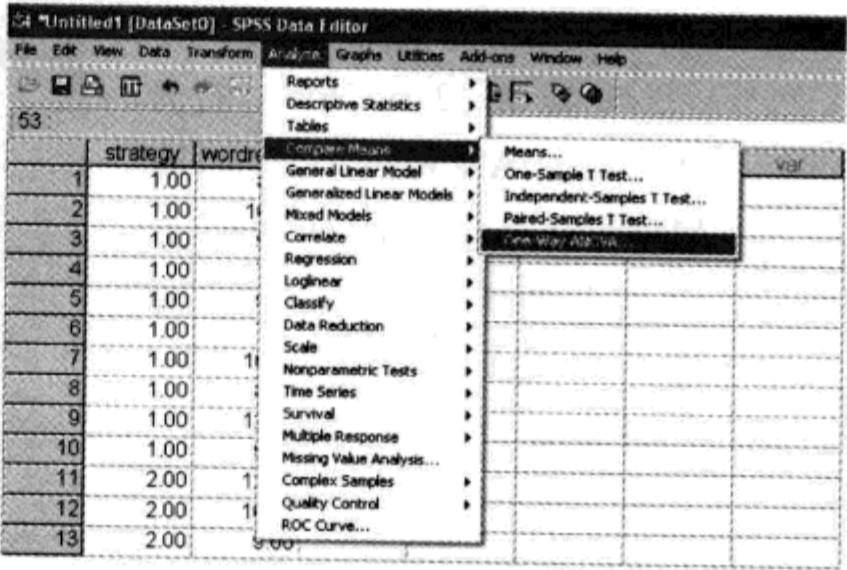 *Untitled1 [DataSet0] - SPSS Data Editor
File Edit View Data Transform Analyze Graphs Utilities Add-ons Window Help
53 :
strategy wordre var
Reports
Descriptive Statistics
Tables
Compare Means
General Linear Model
Generalized Linear Models
Mixed Models
Correlate
Regression
Loglinear
Classify
Data Reduction
Scale
Nonparametric Tests
Time Series
Survival
Multiple Response
Missing Value Analysis...
Complex Samples
Quality Control
ROC Curve...
Means...
One-Sample T Test...
Independent-Samples T Test...
Paired-Samples T Test...
One-Way ANOVA...
1 1.00
2 1.00
3 1.00
4 1.00
5 1.00
6 1.00
7 1.00
8 1.00
9 1.00
10 1.00
11 2.00
12 2.00
13 2.00 9.00